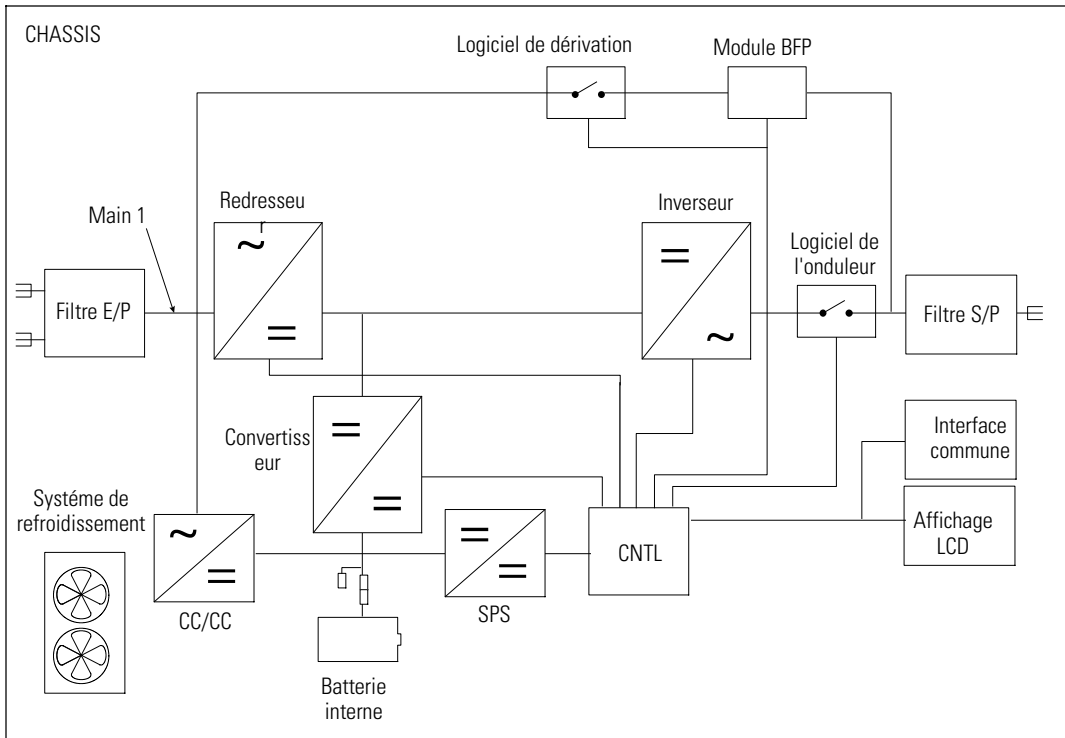 CHASSIS
Logiciel de dérivation
Module BFP
Redresseu
r
Inverseur
Main 1
Logiciel de
l'onduleur
Filtre E/P
Filtre S/P
Convertiss
eur
Interface
commune
Systéme de
refroidissement
Affichage
LCD
CNTL
CC/CC
SPS
Batterie
interne